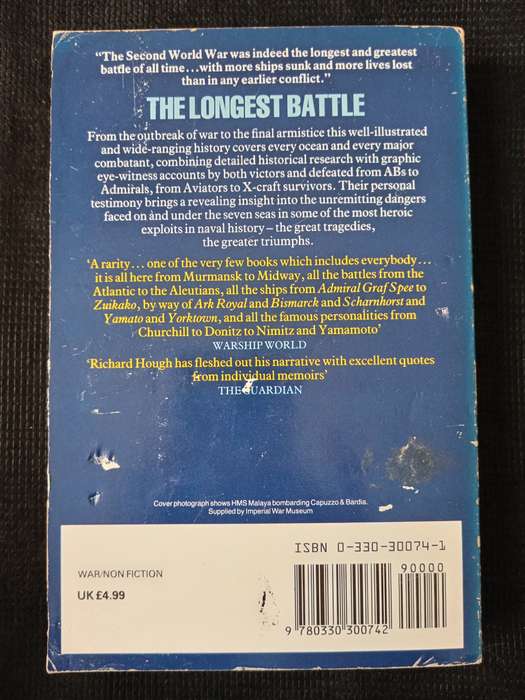 “The Second World War was indeed the longest and greatest
battle of all time...with more ships sunk and more lives lost
than in any earlier conflict.”
THE LONGEST BATTLE
From the outbreak of war to the final armistice this well-illustrated
and wide-ranging history covers every ocean and every major
combatant, combining detailed historical research with graphic
eye-witness accounts by both victors and defeated from ABs to
Admirals, from Aviators to X-craft survivors. Their personal
testimony brings a revealing insight into the unremitting dangers
faced on and under the seven seas in some of the most heroic
exploits in naval history – the great tragedies,
the greater triumphs.
‘A rarity... one of the very few books which includes everybody...
it is all here from Murmansk to Midway, all the battles from the
Atlantic to the Aleutians, all the ships from Admiral Graf Spee to
Zuikako, by way of Ark Royal and Bismarck and Scharnhorst and
Yamato and Yorktown, and all the famous personalities from
Churchill to Donitz to Nimitz and Yamamoto’
WARSHIP WORLD
‘Richard Hough has fleshed out his narrative with excellent quotes
from individual memoirs’
THE GUARDIAN
Cover photograph shows HMS Malaya bombarding Capuzzo & Bardia.
Supplied by Imperial War Museum
ISBN 0-330-30074-1
90000
WAR/NON FICTION
UK £4.99
9 780330 300742